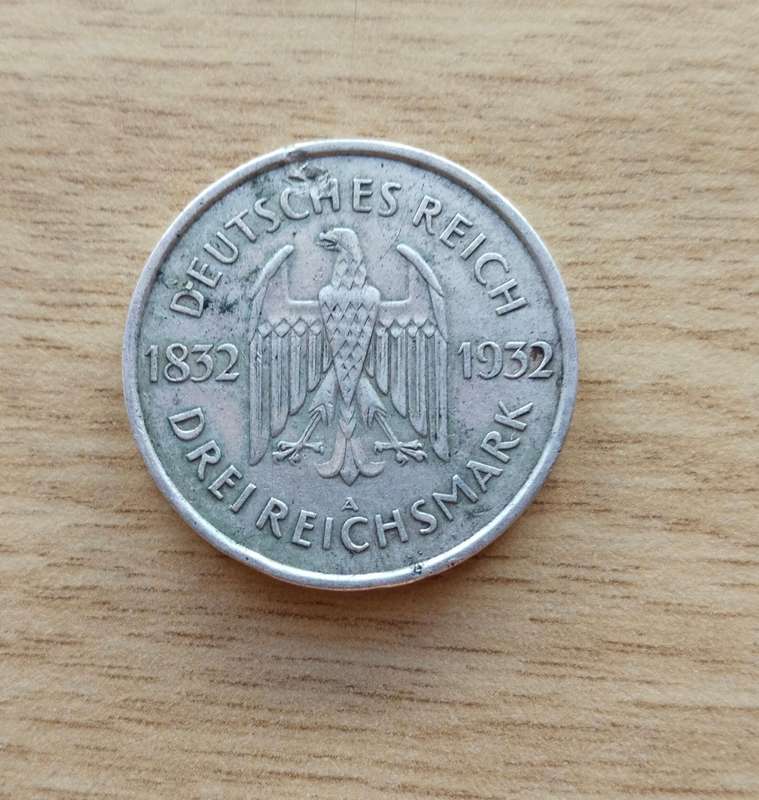 DEUTSCHES REICH
1832 1932
A
DREI REICHSMARK